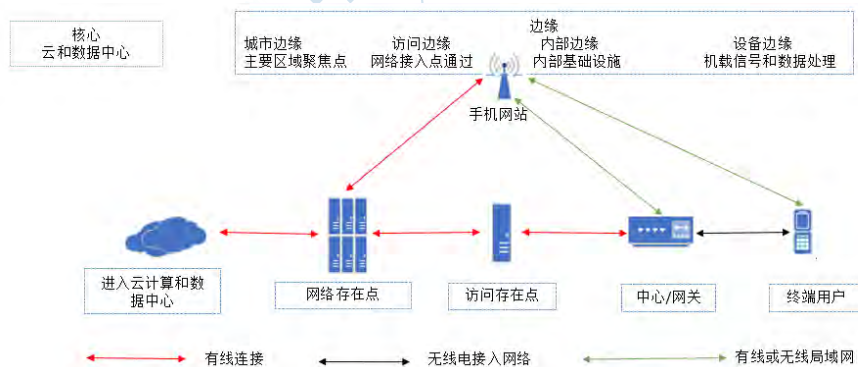 核心
云和数据中心
边缘
城市边缘
主要区域聚焦点
访问边缘
网络接入点通过
内部边缘
内部基础设施
设备边缘
机载信号和数据处理
手机网站
进入云计算和数
据中心
网络存在点
访问存在点
中心/网关
终端用户
有线连接
无线电接入网络
有线或无线局域网